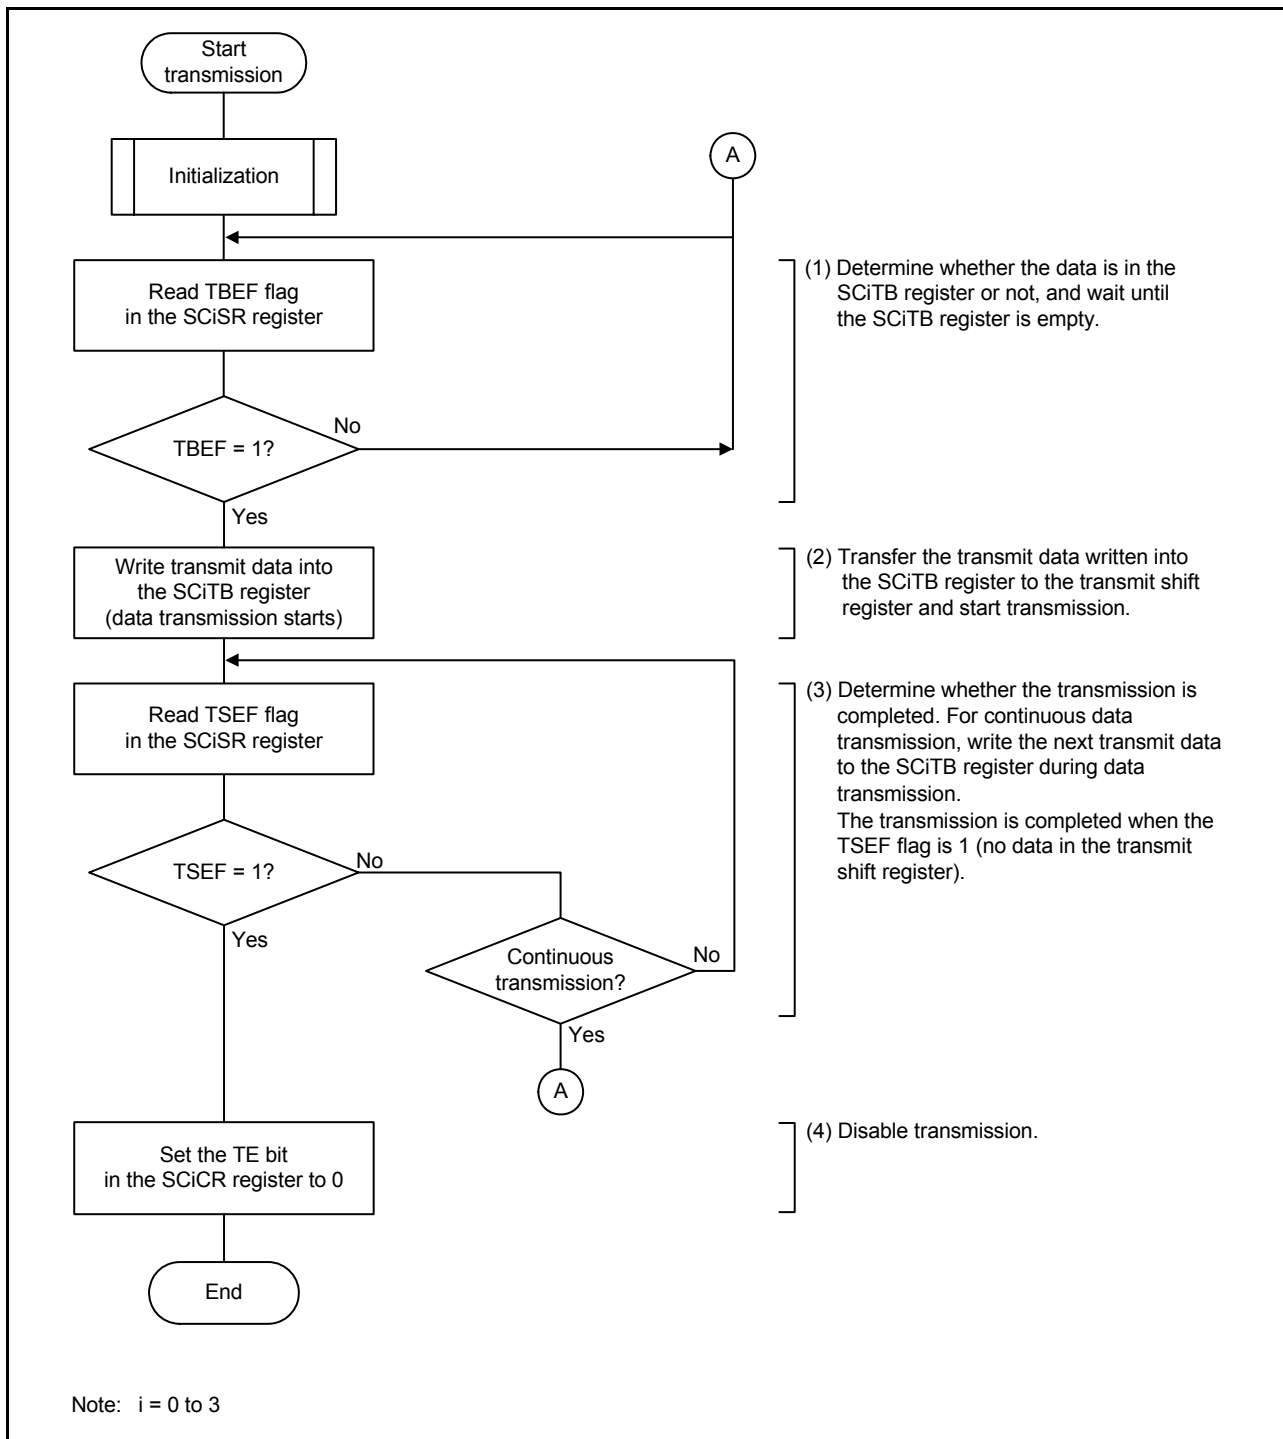 Start
transmission
Initialization
A
Read TBEF flag
in the SCiSR register
(1) Determine whether the data is in the
SCiTB register or not, and wait until
the SCiTB register is empty.
TBEF = 1?
No
Yes
Write transmit data into
the SCiTB register
(data transmission starts)
(2) Transfer the transmit data written into
the SCiTB register to the transmit shift
register and start transmission.
Read TSEF flag
in the SCiSR register
(3) Determine whether the transmission is
completed. For continuous data
transmission, write the next transmit data
to the SCiTB register during data
transmission.
The transmission is completed when the
TSEF flag is 1 (no data in the transmit
shift register).
TSEF = 1?
No
Yes
Continuous
transmission?
No
Yes
A
Set the TE bit
in the SCiCR register to 0
(4) Disable transmission.
End
Note: i = 0 to 3